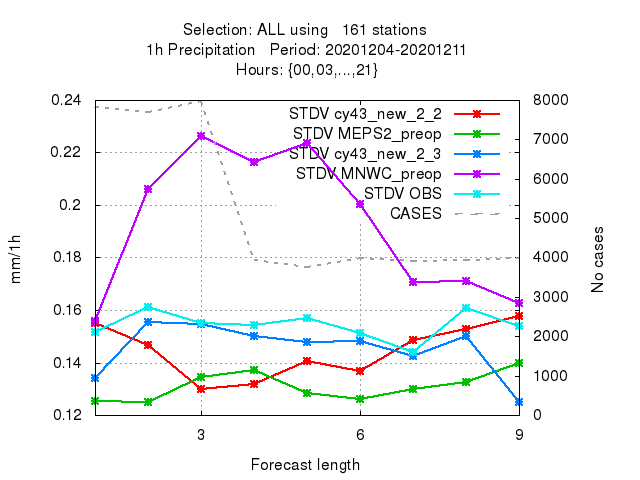 Selection: ALL using   161 stations
1h Precipitation   Period: 20201204-20201211
Hours: {00,03,...,21}
0.24
0.22
0.2
0.18
0.16
0.14
0.12
mm/1h
STDV cy43_new_2_2
STDV MEPS2_preop
STDV cy43_new_2_3
STDV MNWC_preop
STDV OBS
CASES
8000
7000
6000
5000
4000
3000
2000
1000
0
No cases
3
6
9
Forecast length